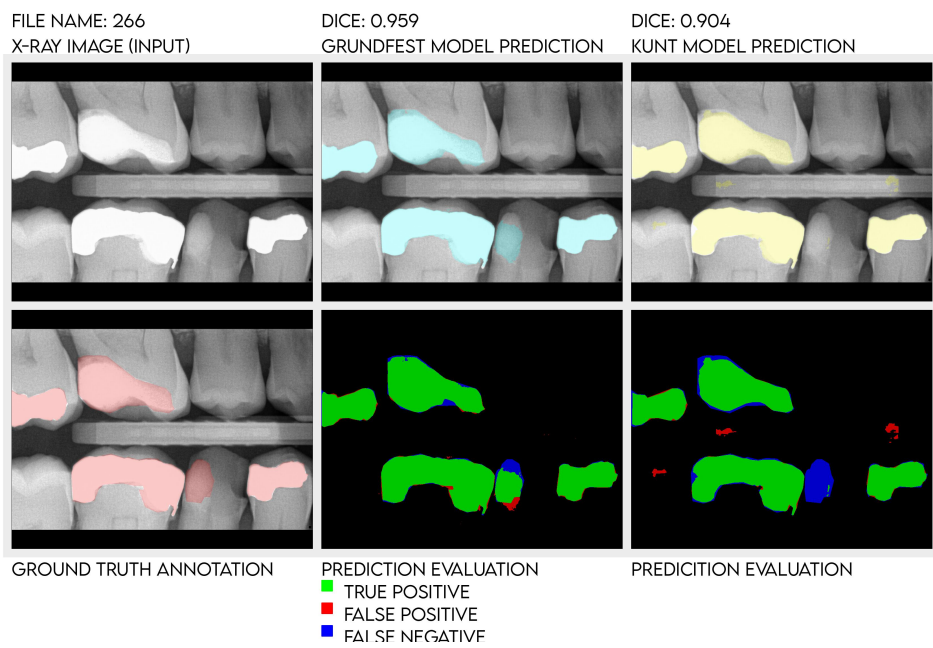 FILE NAME: 266
X-RAY IMAGE (INPUT)
DICE: 0.959
GRUNDFEST MODEL PREDICTION
DICE: 0.904
KUNT MODEL PREDICTION
GROUND TRUTH ANNOTATION
PREDICTION EVALUATION
TRUE POSITIVE
FALSE POSITIVE
FALSE NEGATIVE
PREDICITION EVALUATION